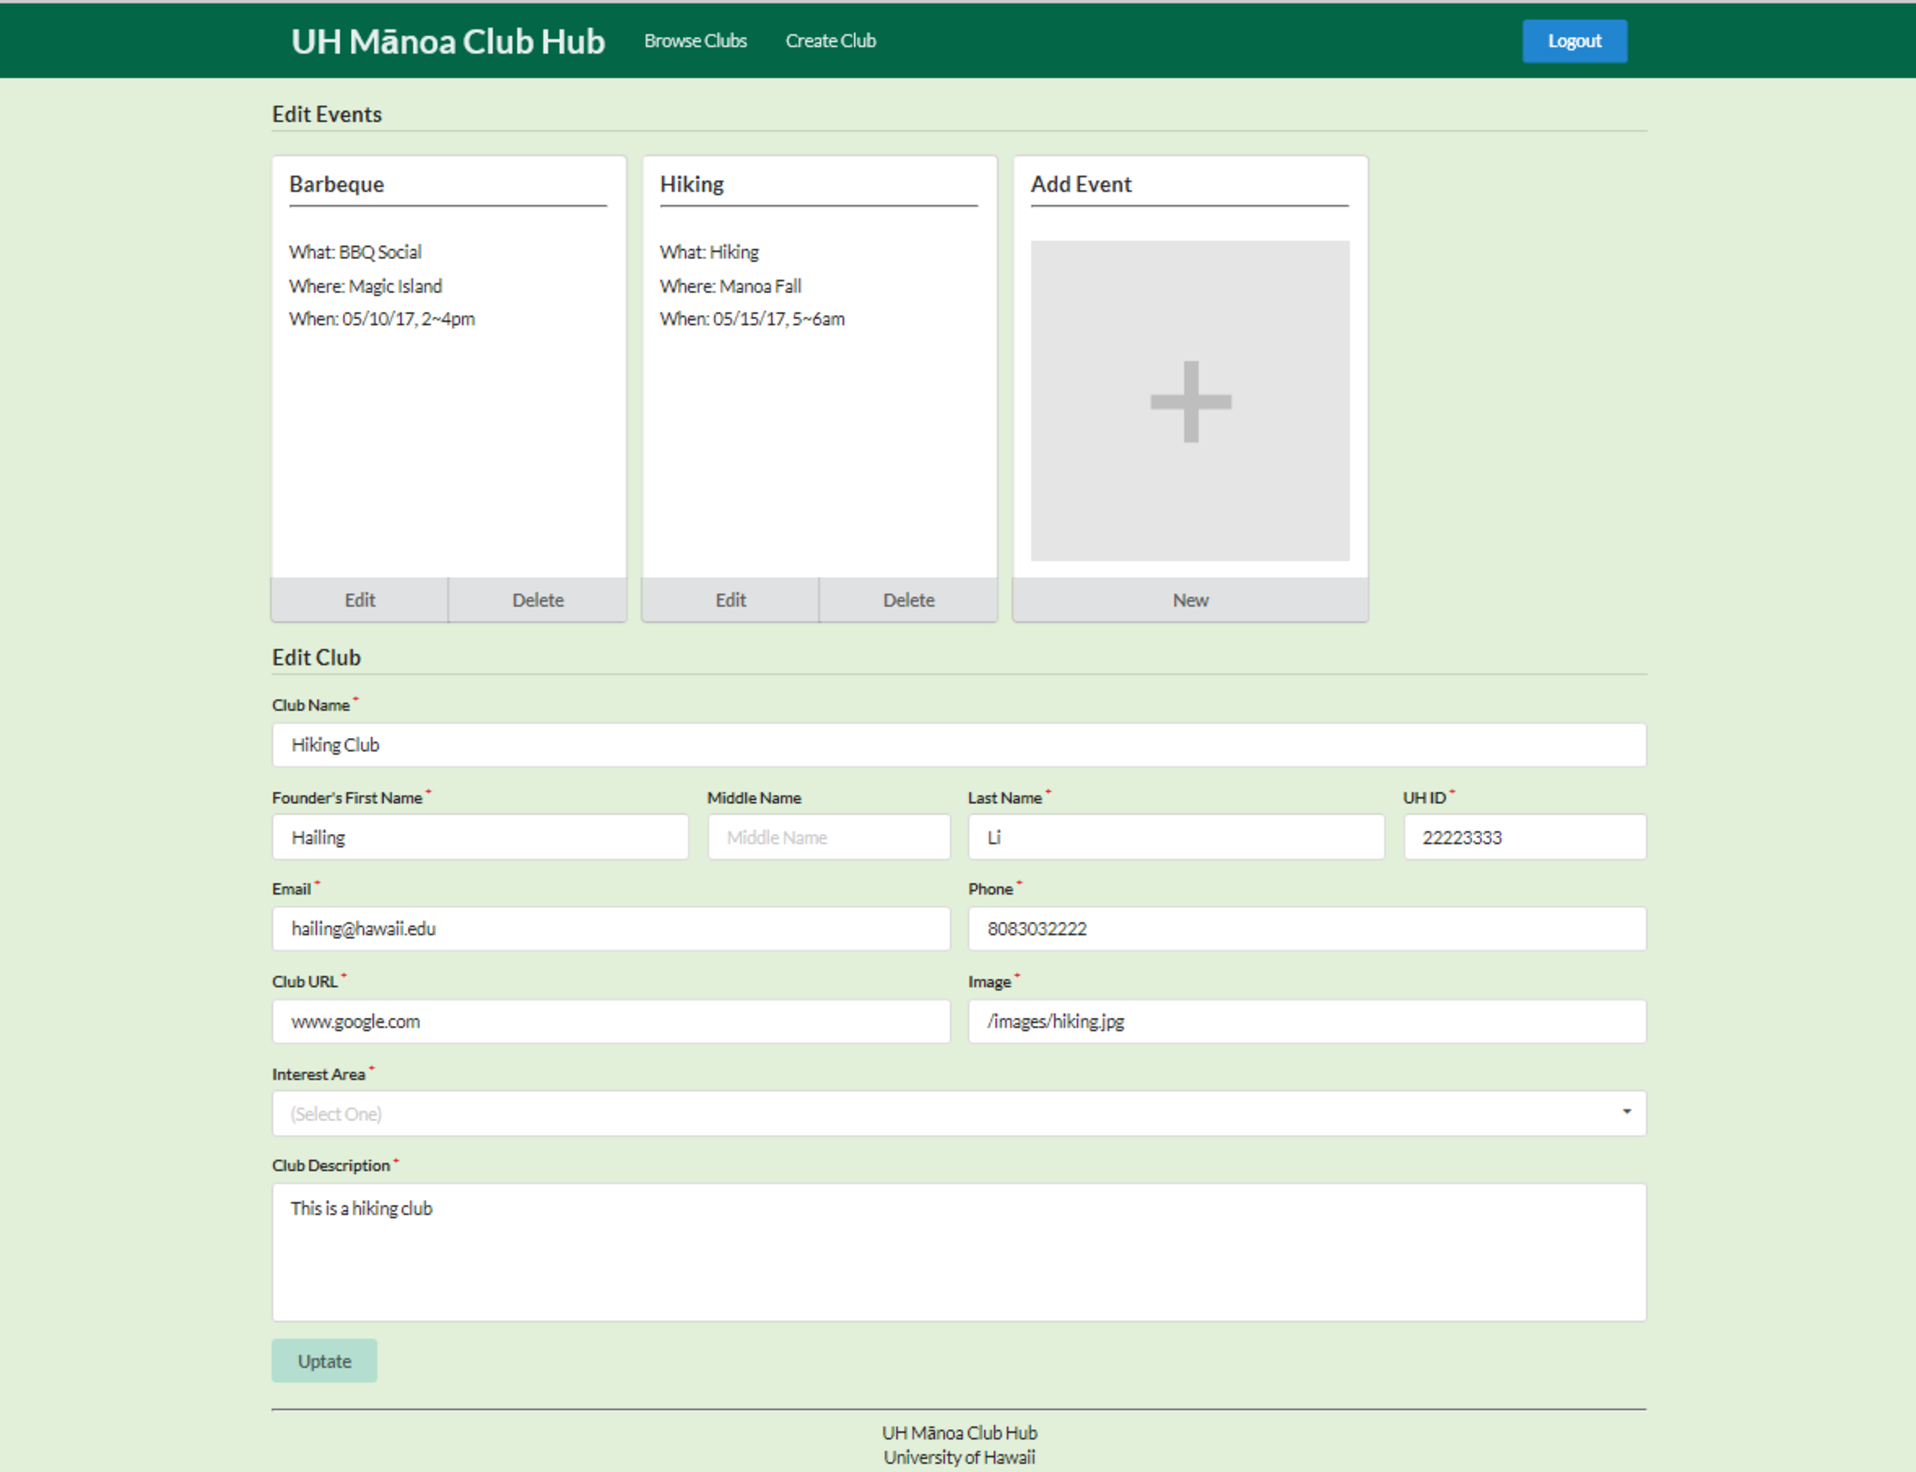 UH Mānoa Club Hub Browse Clubs Create Club Logout
Edit Events
Barbeque
What: BBQ Social
Where: Magic Island
When: 05/10/17, 2~4pm
Edit Delete
Hiking
What: Hiking
Where: Manoa Fall
When: 05/15/17, 5~6am
Edit Delete
Add Event
New
Edit Club
Club Name *
Hiking Club
Founder's First Name * Middle Name Last Name * UH ID *
Hailing Middle Name Li 22223333
Email * Phone *
hailing@hawaii.edu 8083032222
Club URL * Image *
www.google.com /images/hiking.jpg
Interest Area *
(Select One)
Club Description *
This is a hiking club
Uptate
UH Mānoa Club Hub
University of Hawaii